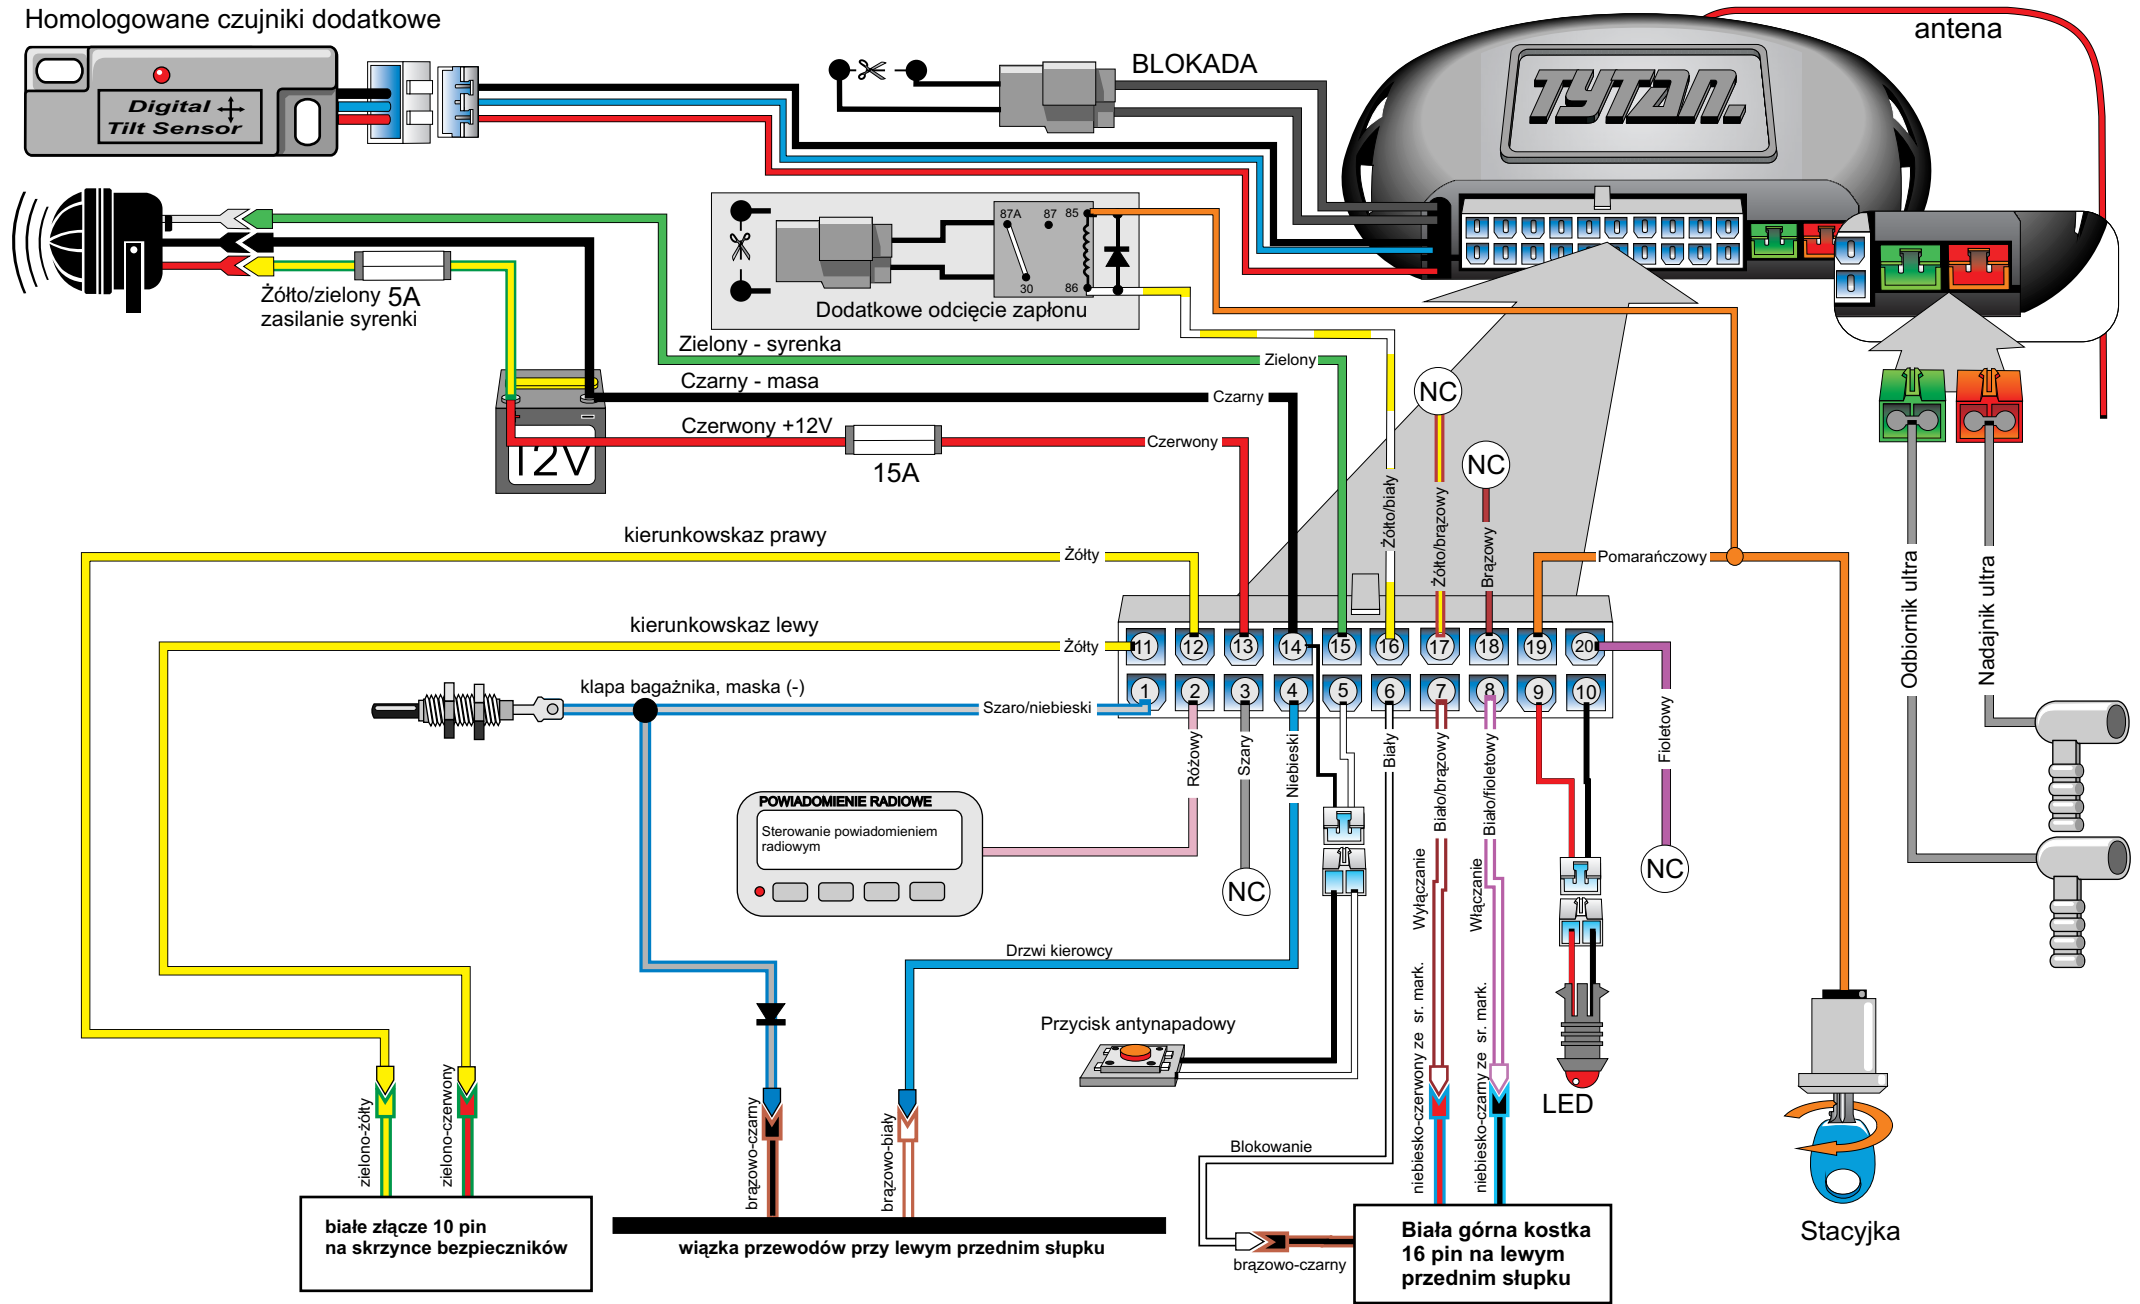 Homologowane czujniki dodatkowe
Digital
Tilt Sensor
BLOKADA
TYTAN.
antena
87A
87
85
30
86
Dodatkowe odcięcie zapłonu
Żółto/zielony 5A
zasilanie syrenki
Zielony - syrenka
Zielony
Czarny - masa
Czarny
Czerwony +12V
Czerwony
15A
12V
NC
NC
Żółto/biały
Żółto/brązowy
Brązowy
Pomarańczowy
Odbiornik ultra
Nadajnik ultra
kierunkowskaz prawy
Żółty
kierunkowskaz lewy
Żółty
11 12 13 14 15 16 17 18 19 20
1 2 3 4 5 6 7 8 9 10
klapa bagażnika, maska (-)
Szaro/niebieski
Różowy
Szary
Niebieski
Biały
Biało/brązowy
Biało/fioletowy
Fioletowy
POWIADOMIENIE RADIOWE
Sterowanie powiadomieniem
radiowym
NC
NC
Wyłączanie
Włączanie
Drzwi kierowcy
Przycisk antynapadowy
niebiesko-czerwony ze sr. mark.
niebiesko-czarny ze sr. mark.
LED
zielono-żółty
zielono-czerwony
brązowo-czarny
brązowo-biały
Blokowanie
brązowo-czarny
Stacyjka
białe złącze 10 pin
na skrzynce bezpieczników
wiązka przewodów przy lewym przednim słupku
Biała górna kostka
16 pin na lewym
przednim słupku